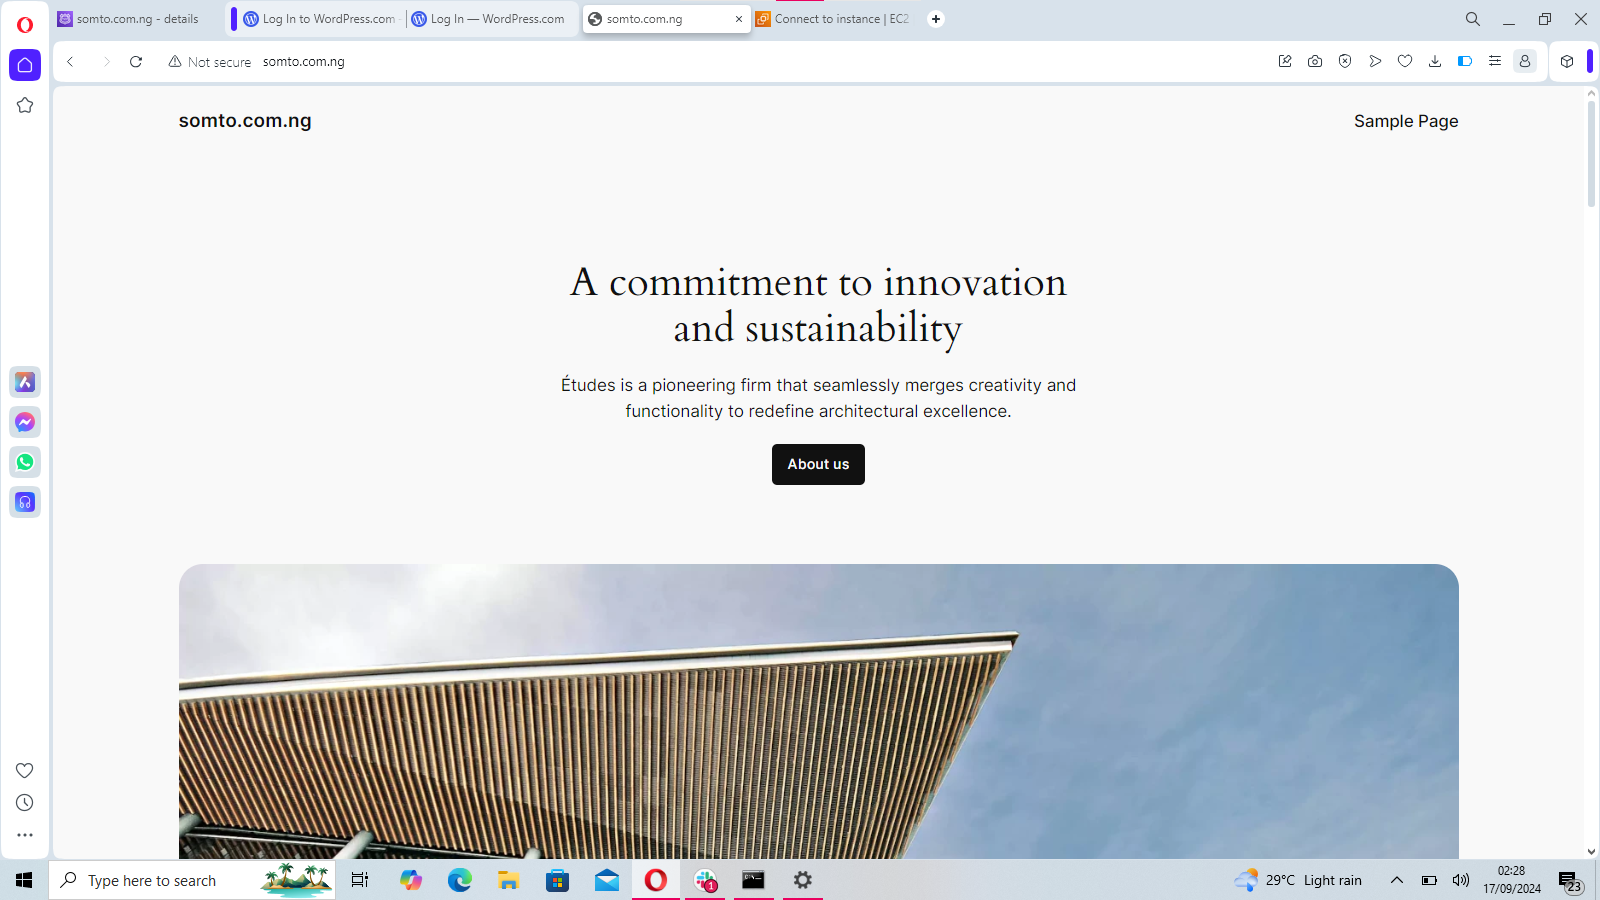 somto.com.ng - details
Log In to WordPress.com
Log In — WordPress.com
somto.com.ng
Connect to instance | EC2
Not secure somto.com.ng
somto.com.ng
Sample Page
A commitment to innovation
and sustainability
Études is a pioneering firm that seamlessly merges creativity and
functionality to redefine architectural excellence.
About us
Type here to search
1
29°C Light rain
02:28
17/09/2024
23